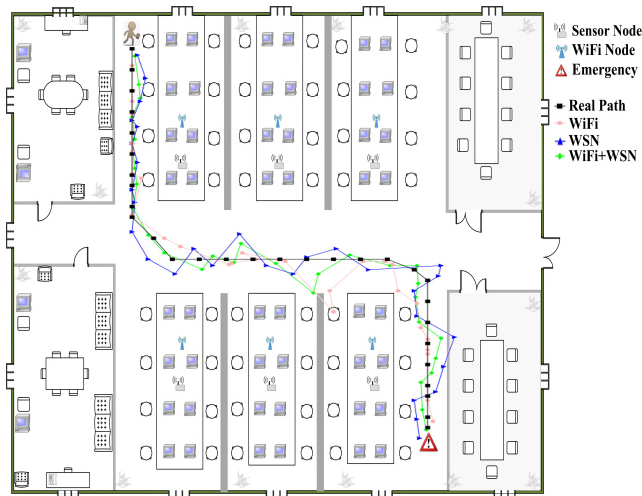 Sensor Node
WiFi Node
Emergency
Real Path
WiFi
WSN
WiFi+WSN